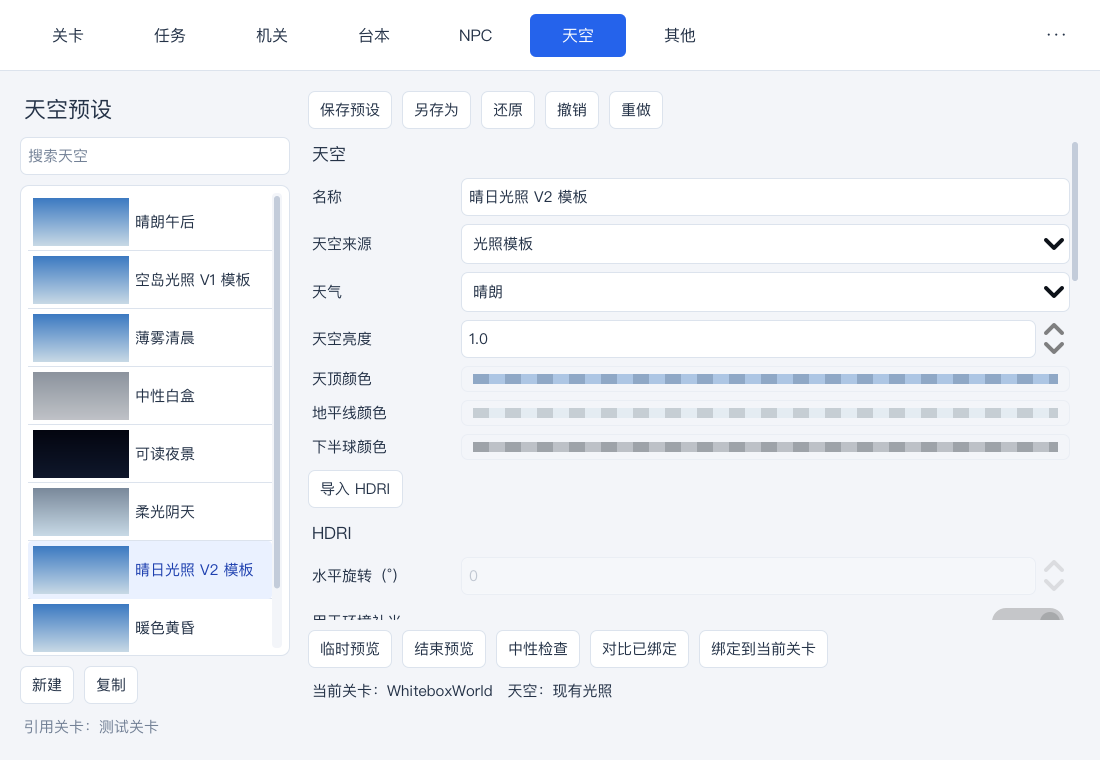 关卡 任务 机关 台本 NPC 天空 其他 ···
天空预设
搜索天空
晴朗午后
空岛光照 V1 模板
薄雾清晨
中性白盒
可读夜景
柔光阴天
晴日光照 V2 模板
暖色黄昏
新建 复制
引用关卡：测试关卡
保存预设 另存为 还原 撤销 重做
天空
名称 晴日光照 V2 模板
天空来源 光照模板
天气 晴朗
天空亮度 1.0
天顶颜色
地平线颜色
下半球颜色
导入 HDRI
HDRI
水平旋转（°） 0
用于环境补光
临时预览 结束预览 中性检查 对比已绑定 绑定到当前关卡
当前关卡：WhiteboxWorld 天空：现有光照